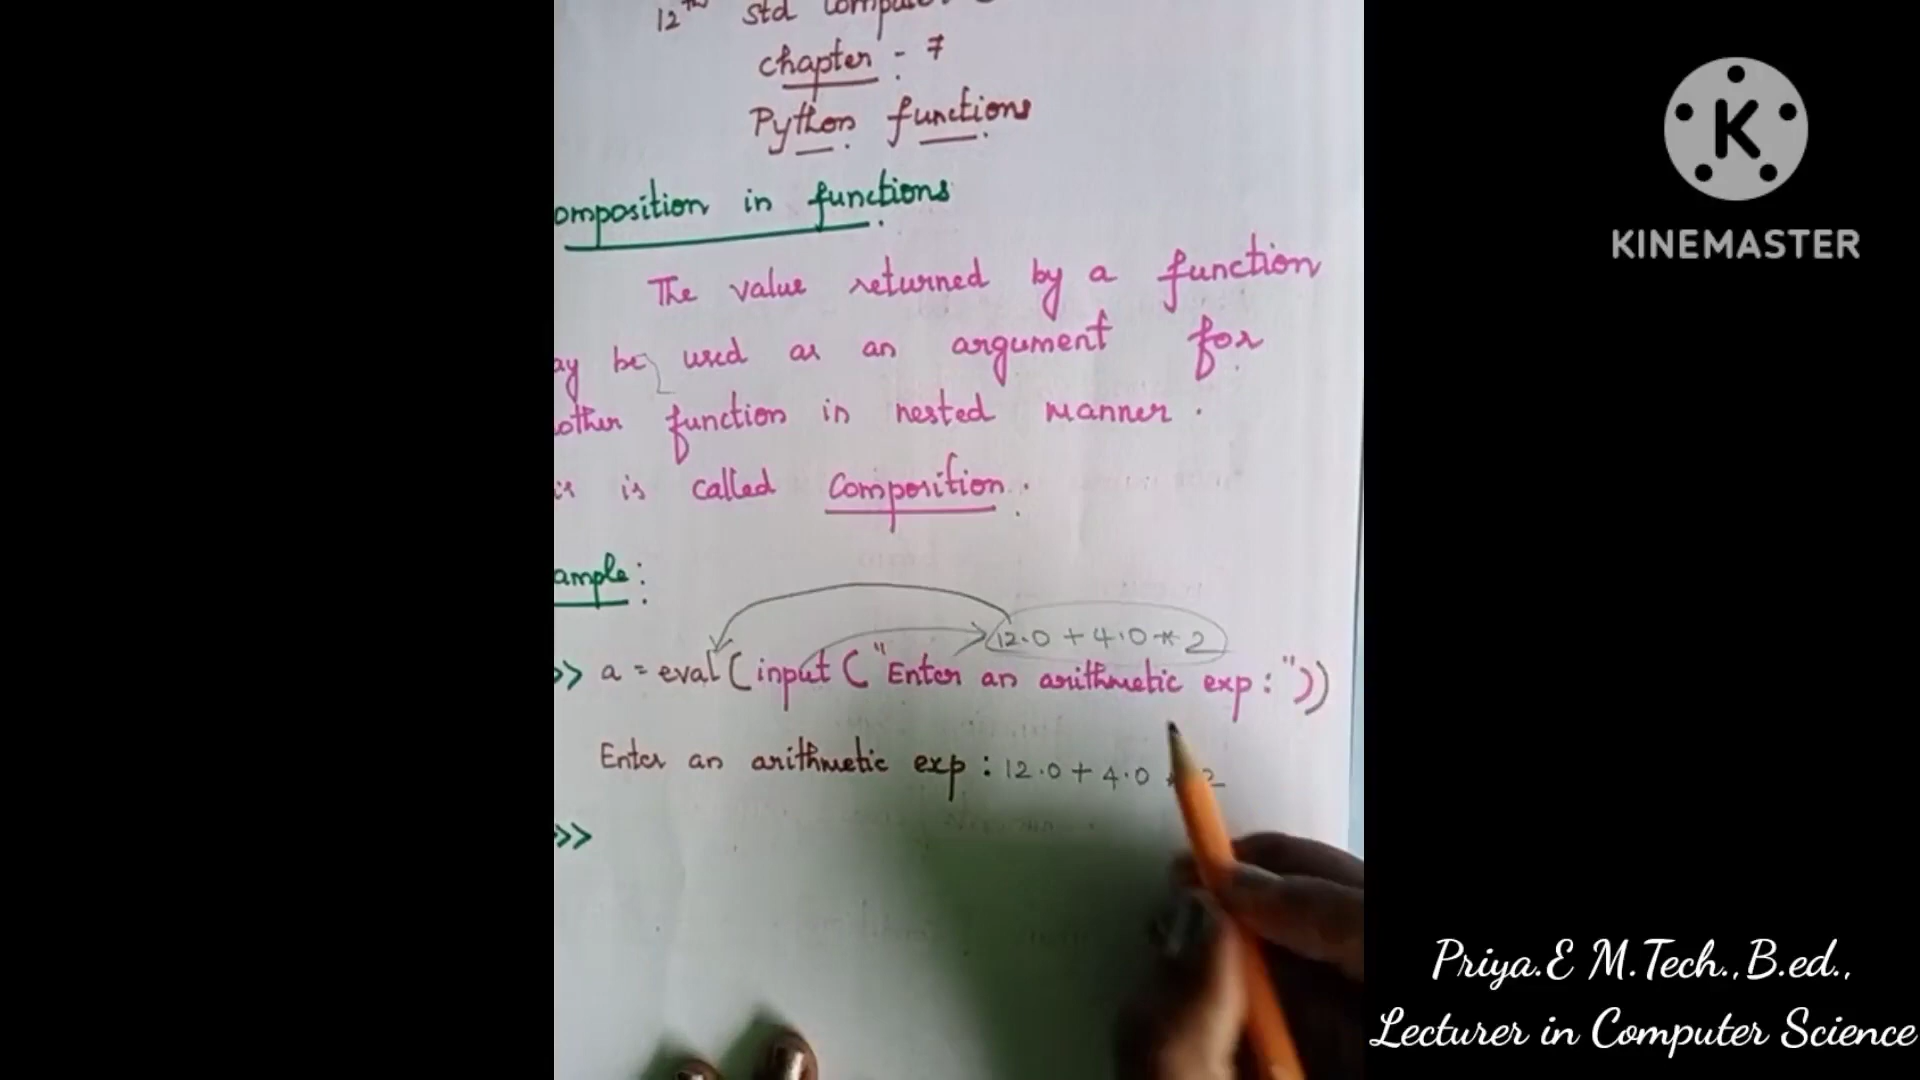 12th std Compu
chapter - 7
Python functions
omposition in functions
The value returned by a function
ay be used as an argument for
other function in nested manner.
is is called Composition.
ample:
12.0 + 4.0 * 2
>> a = eval ( input ( "Enter an arithmetic exp : "))
Enter an arithmetic exp : 12.0 + 4.0 * 2
>>>
K
KINEMASTER
Priya.E M.Tech.,B.ed.,
Lecturer in Computer Science